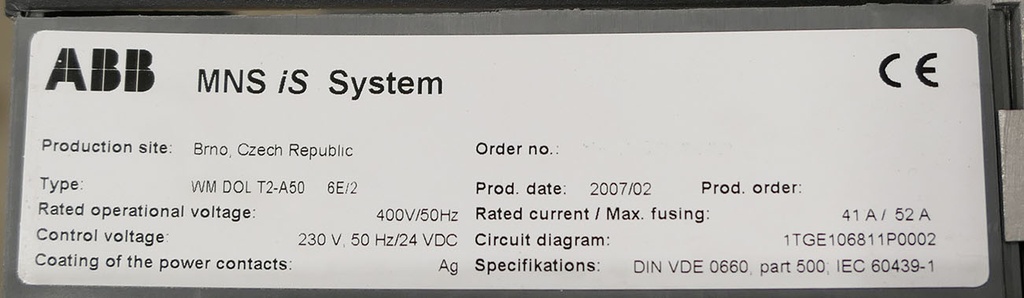 ABB MNS iS System CE
Production site: Brno, Czech Republic Order no.:
Type: WM DOL T2-A50 6E/2 Prod. date: 2007/02 Prod. order:
Rated operational voltage: 400V/50Hz Rated current / Max. fusing: 41 A / 52 A
Control voltage: 230 V, 50 Hz/24 VDC Circuit diagram: 1TGE106811P0002
Coating of the power contacts: Ag Specifikations: DIN VDE 0660, part 500; IEC 60439-1